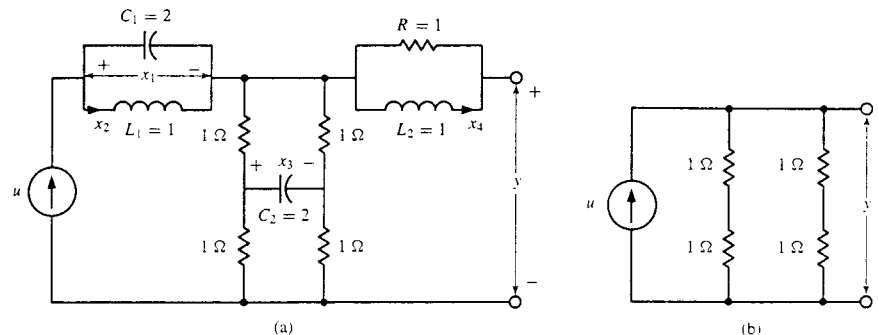 C₁ = 2
R = 1
+ x₁ −
+
x₂
L₁ = 1
L₂ = 1
x₄
1 Ω
1 Ω
+ x₃ −
C₂ = 2
u
y
1 Ω
1 Ω
−
(a)
1 Ω
1 Ω
u
y
1 Ω
1 Ω
(b)